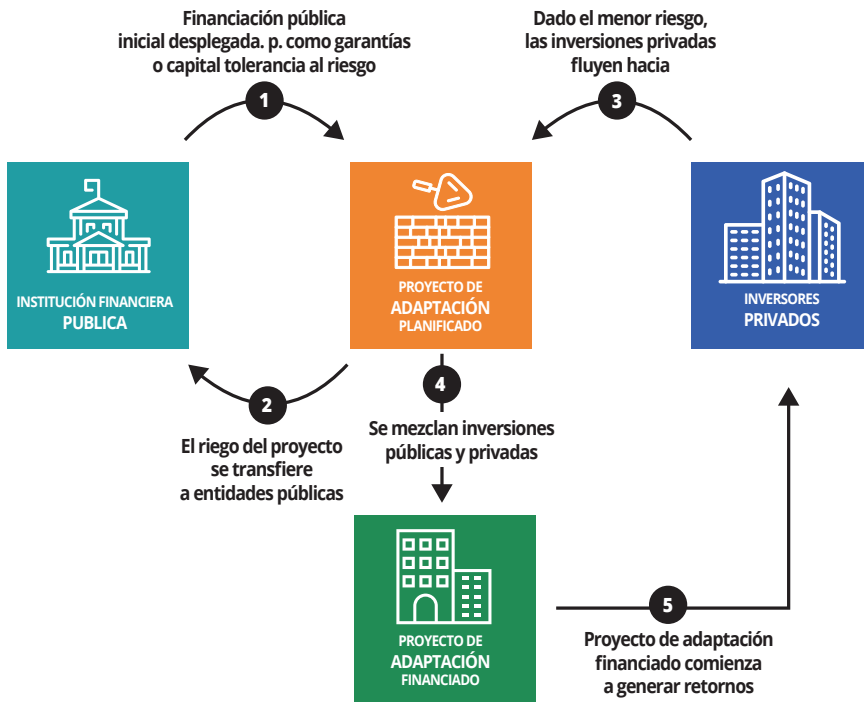 Financiación pública
inicial desplegada. p. como garantías
o capital tolerancia al riesgo
1
Dado el menor riesgo,
las inversiones privadas
fluyen hacia
3
INSTITUCIÓN FINANCIERA
PUBLICA
PROYECTO DE
ADAPTACIÓN
PLANIFICADO
INVERSORES
PRIVADOS
2
El riego del proyecto
se transfiere
a entidades públicas
4
Se mezclan inversiones
públicas y privadas
PROYECTO DE
ADAPTACIÓN
FINANCIADO
5
Proyecto de adaptación
financiado comienza
a generar retornos